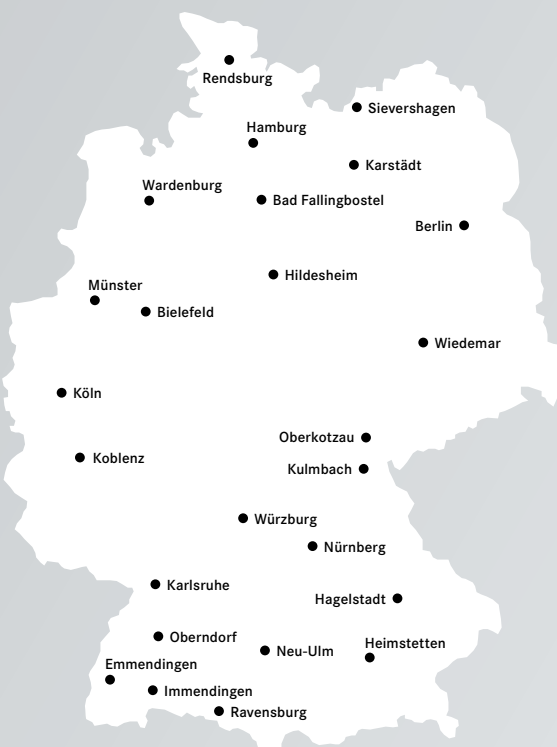 Rendsburg
Sievershagen
Hamburg
Karstädt
Wardenburg
Bad Fallingbostel
Berlin
Hildesheim
Münster
Bielefeld
Wiedemar
Köln
Oberkotzau
Koblenz
Kulmbach
Würzburg
Nürnberg
Karlsruhe
Hagelstadt
Oberndorf
Heimstetten
Neu-Ulm
Emmendingen
Immendingen
Ravensburg